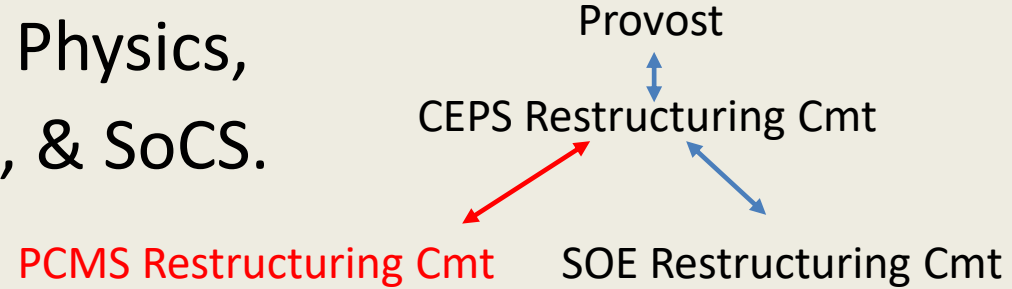 Physics,
, & SoCS.
Provost
CEPS Restructuring Cmt
PCMS Restructuring Cmt
SOE Restructuring Cmt